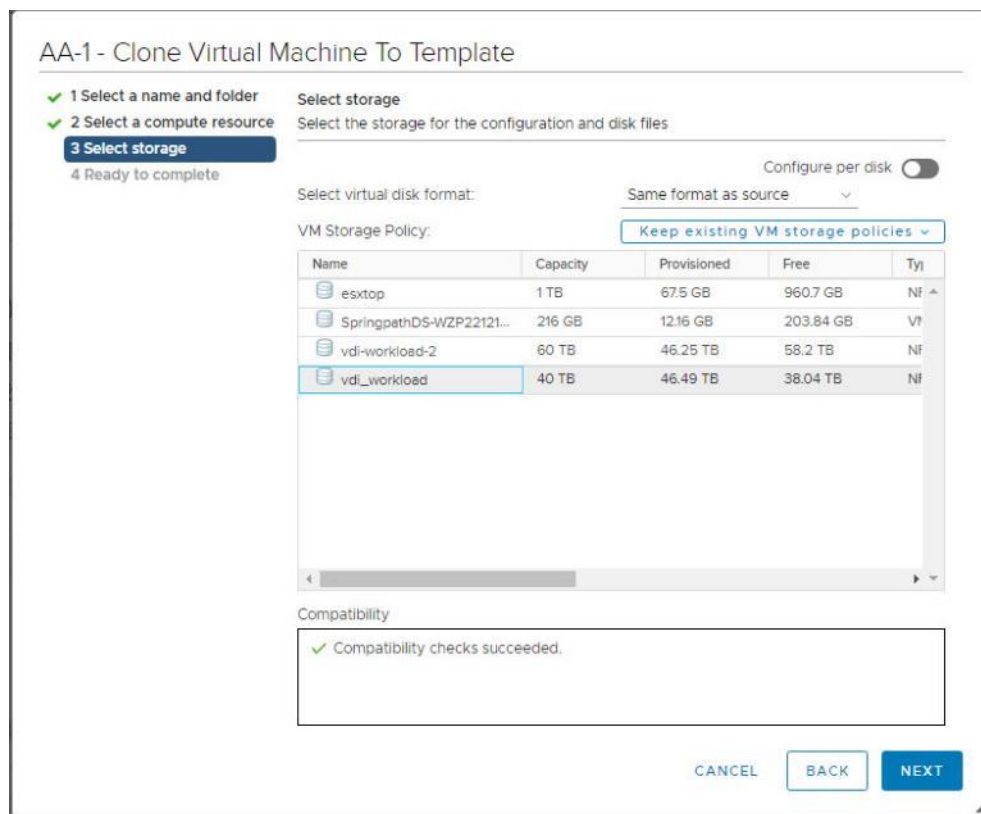 AA-1 - Clone Virtual Machine To Template
1 Select a name and folder
2 Select a compute resource
3 Select storage
4 Ready to complete
Select storage
Select the storage for the configuration and disk files
Configure per disk
Select virtual disk format: Same format as source
VM Storage Policy: Keep existing VM storage policies
Name Capacity Provisioned Free Typ
esxtop 1 TB 67.5 GB 960.7 GB NF
SpringpathDS-WZP22121... 216 GB 12.16 GB 203.84 GB VM
vdi-workload-2 60 TB 46.25 TB 58.2 TB NF
vdi_workload 40 TB 46.49 TB 38.04 TB NF
Compatibility
Compatibility checks succeeded.
CANCEL BACK NEXT